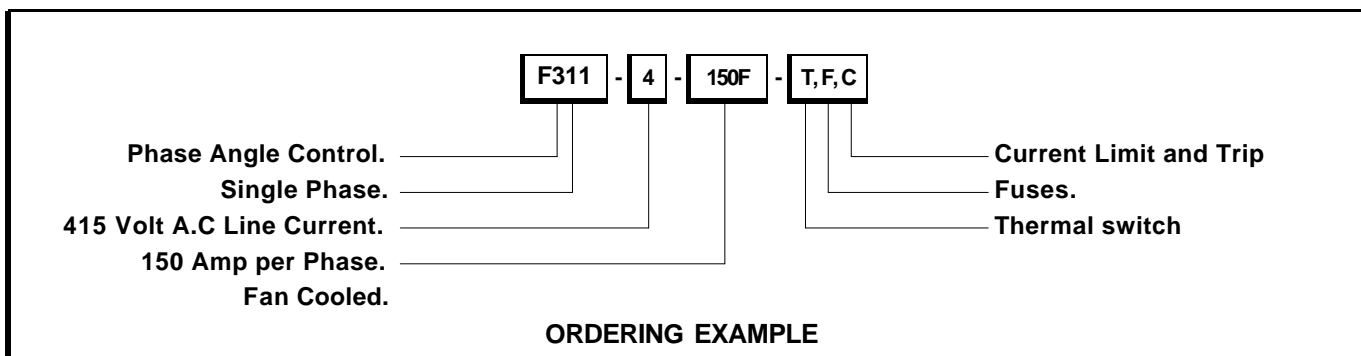 F311 - 4 - 150F - T, F, C
Phase Angle Control. Current Limit and Trip
Single Phase. Fuses.
415 Volt A.C Line Current. Thermal switch
150 Amp per Phase.
Fan Cooled.
ORDERING EXAMPLE